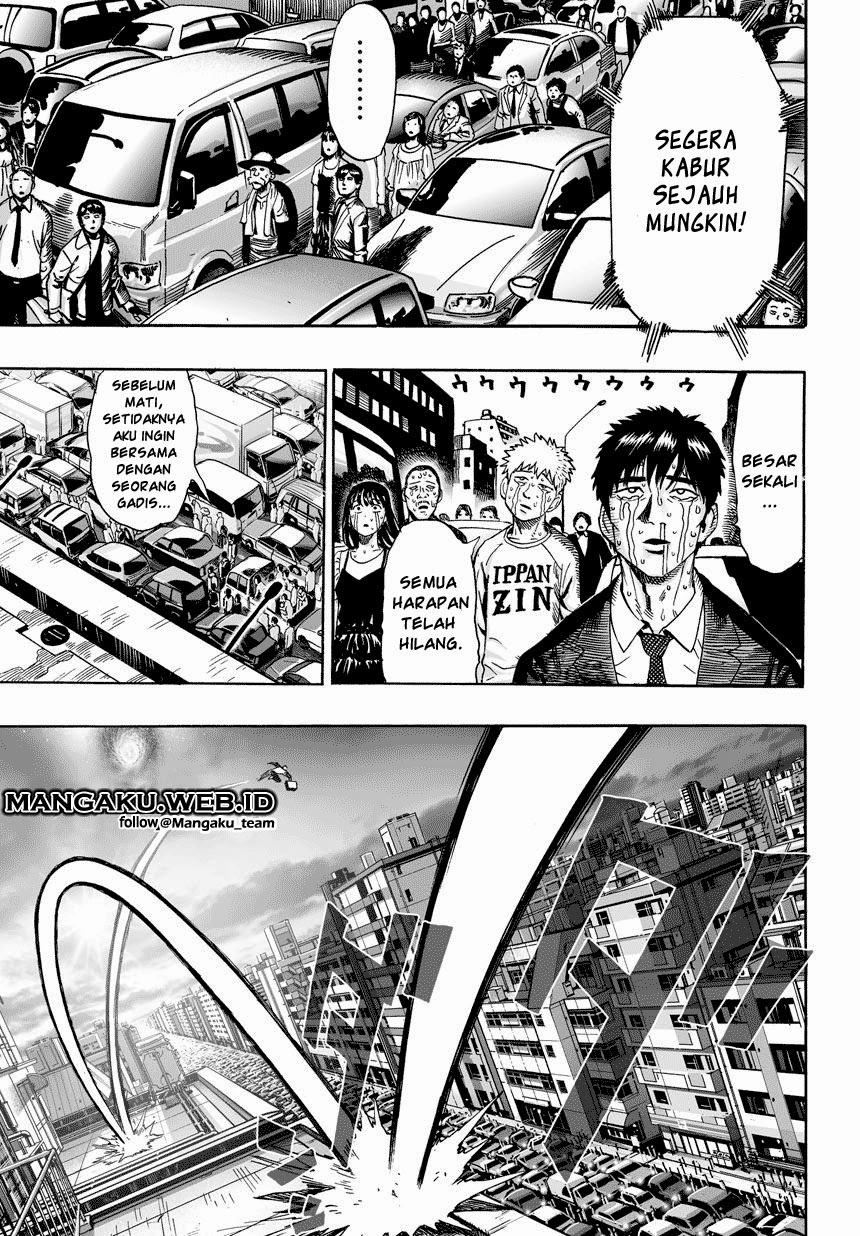 SEGERA
KABUR
SEJAUH
MUNGKIN!
.........
BESAR
SEKALI
...
ウウウウウウウウ
IPPAN
ZIN
SEMUA
HARAPAN
TELAH
HILANG.
SEBELUM
MATI,
SETIDAKNYA
AKU INGIN
BERSAMA
DENGAN
SEORANG
GADIS...
MANGAKU.WEB.ID
follow @Mangaku_team